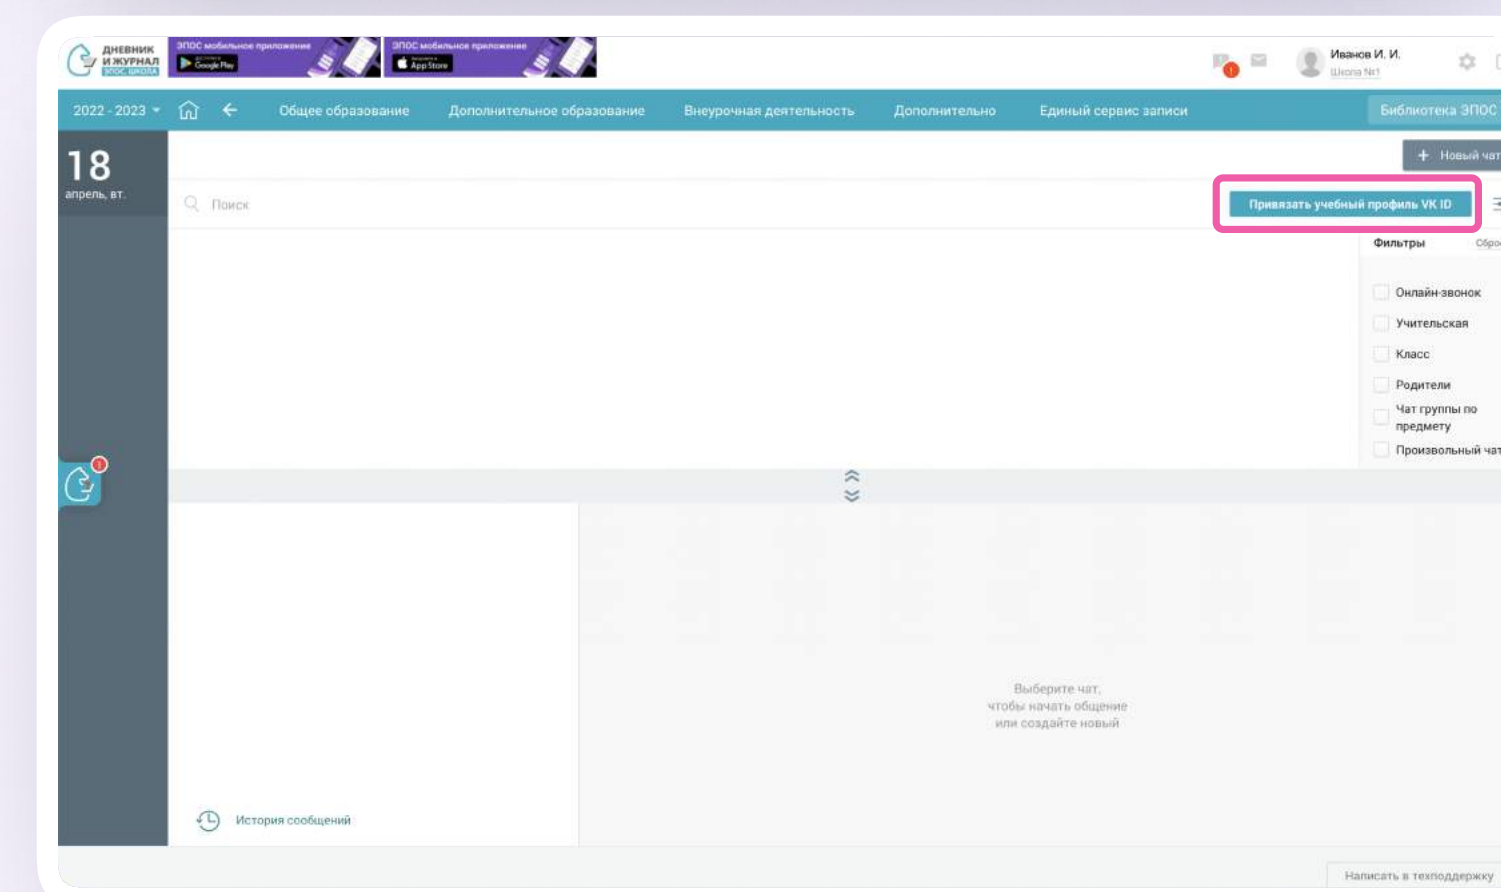 ДНЕВНИК
И ЖУРНАЛ
ЭПОС.ШКОЛА
ЭПОС мобильное приложение
Google Play
ЭПОС мобильное приложение
App Store
Иванов И. И.
Школа №1
2022 - 2023
Общее образование
Дополнительное образование
Внеурочная деятельность
Дополнительно
Единый сервис записи
Библиотека ЭПОС
18
апрель, вт.
+ Новый чат
Поиск
Привязать учебный профиль VK ID
Фильтры
Сбро
Онлайн-звонок
Учительская
Класс
Родители
Чат группы по
предмету
Произвольный чат
Выберите чат,
чтобы начать общение
или создайте новый
История сообщений
Написать в техподдержку